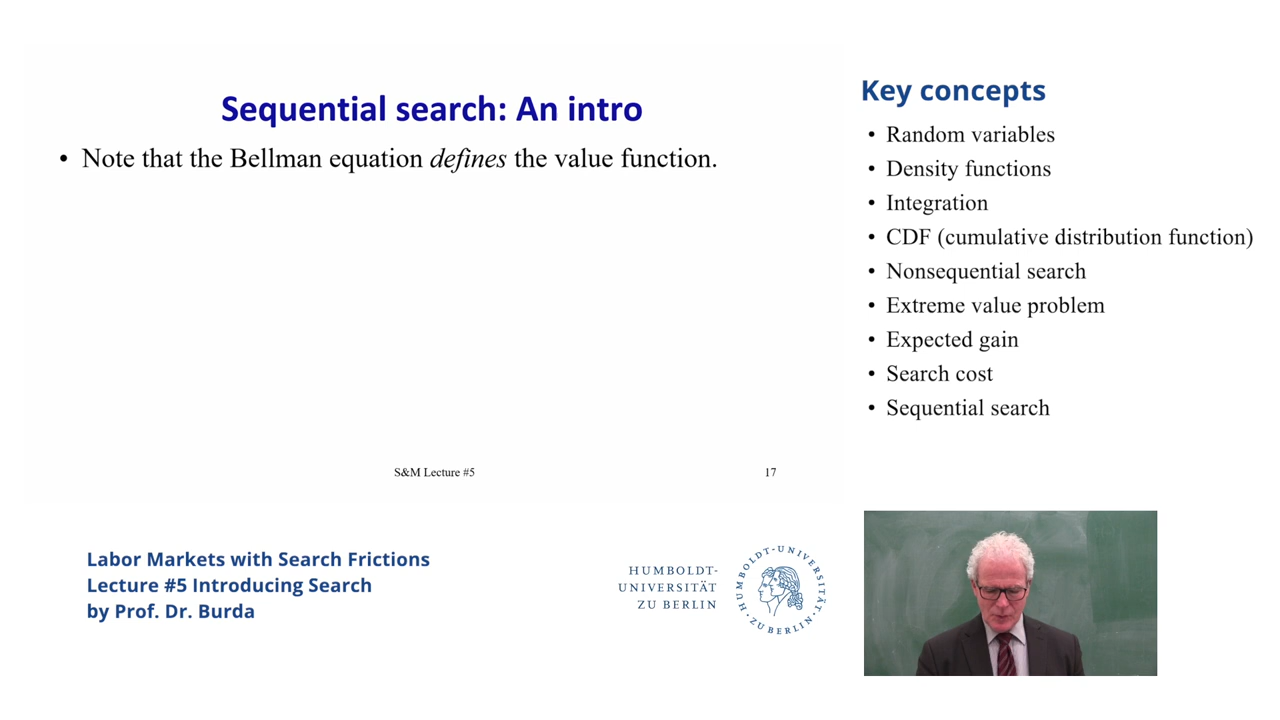 Sequential search: An intro
• Note that the Bellman equation defines the value function.
S&M Lecture #5
17
Key concepts
• Random variables
• Density functions
• Integration
• CDF (cumulative distribution function)
• Nonsequential search
• Extreme value problem
• Expected gain
• Search cost
• Sequential search
Labor Markets with Search Frictions
Lecture #5 Introducing Search
by Prof. Dr. Burda
HUMBOLDT-
UNIVERSITÄT
ZU BERLIN
HUMBOLDT-UNIVERSITÄT
ZU BERLIN